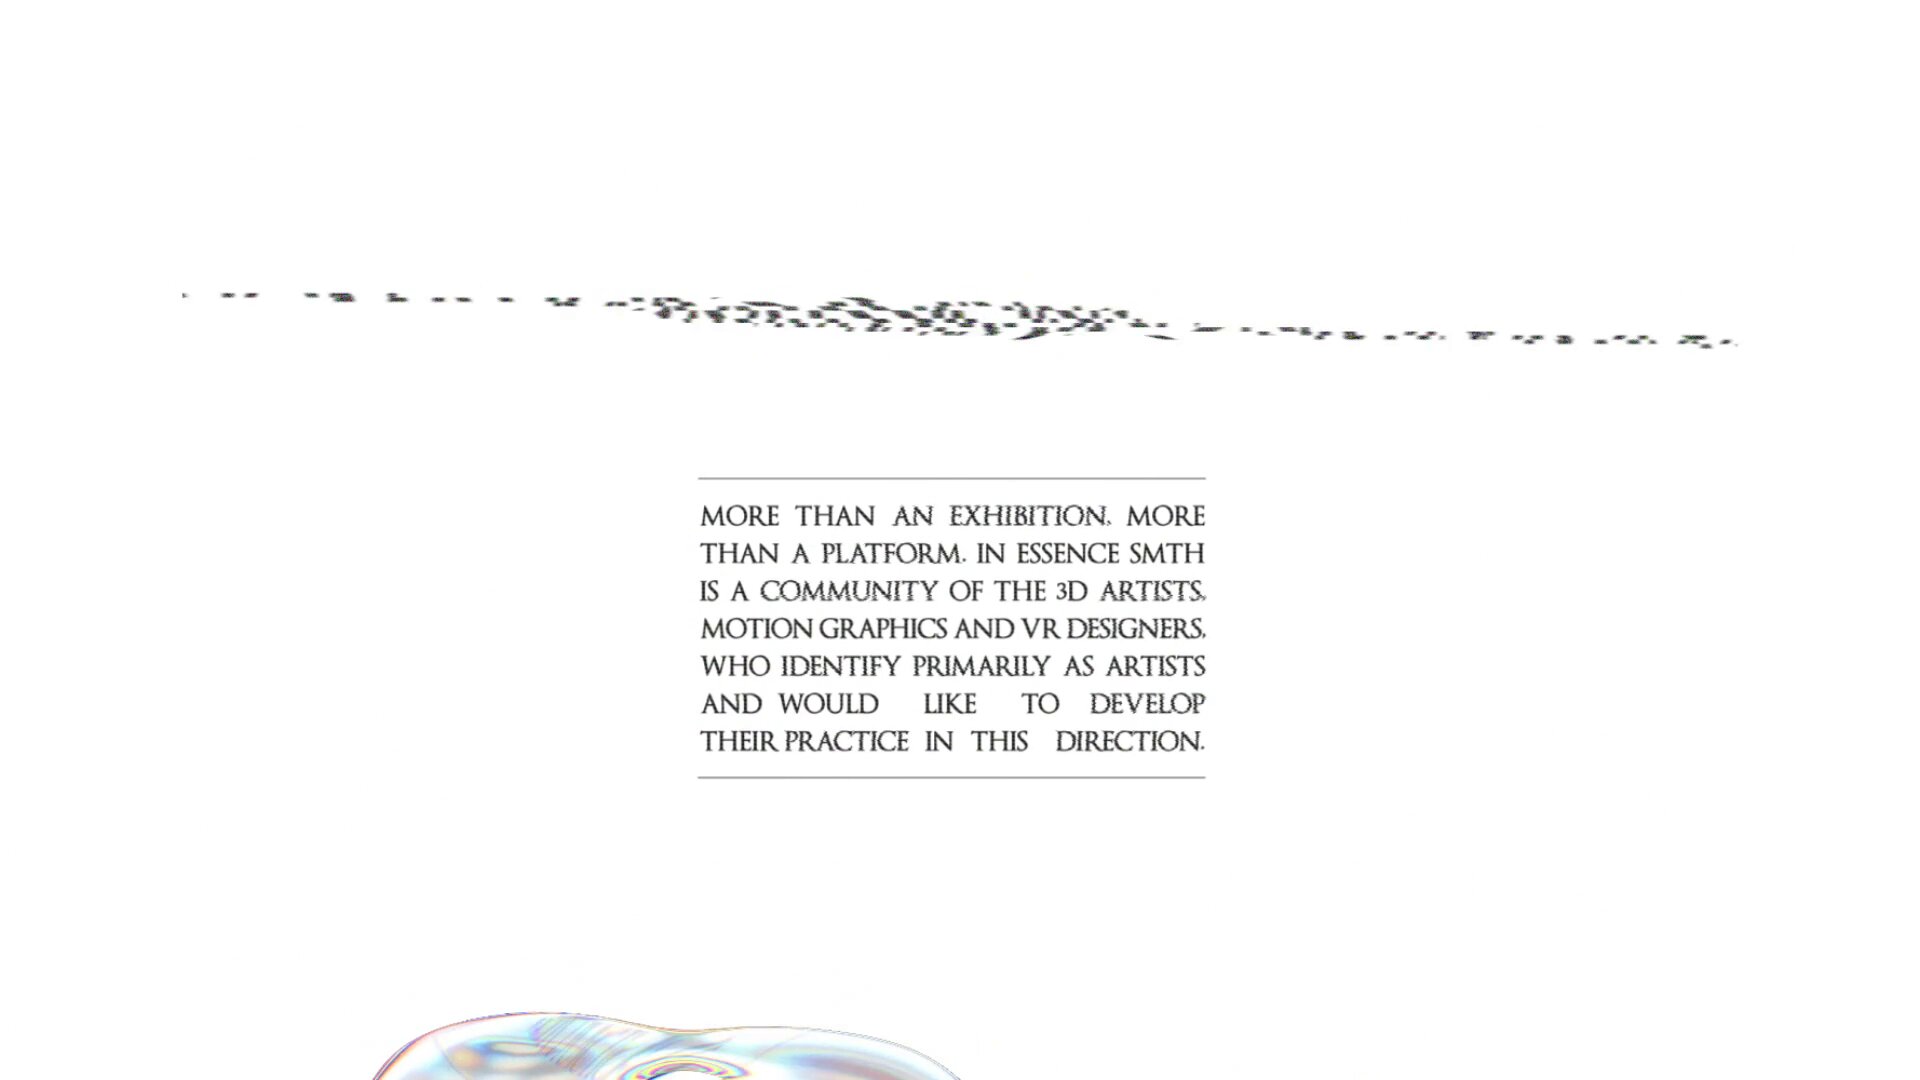 MORE THAN AN EXHIBITION, MORE
THAN A PLATFORM. IN ESSENCE SMTH
IS A COMMUNITY OF THE 3D ARTISTS,
MOTION GRAPHICS AND VR DESIGNERS,
WHO IDENTIFY PRIMARILY AS ARTISTS
AND WOULD LIKE TO DEVELOP
THEIR PRACTICE IN THIS DIRECTION.